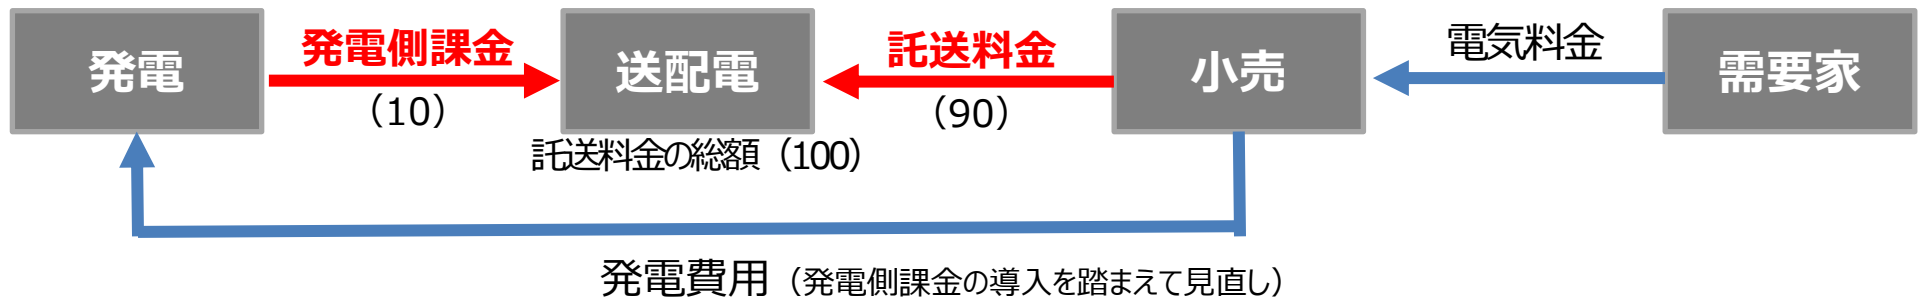 発電
発電側課金
(10)
送配電
託送料金の総額(100)
託送料金
(90)
小売
電気料金
需要家
発電費用(発電側課金の導入を踏まえて見直し)